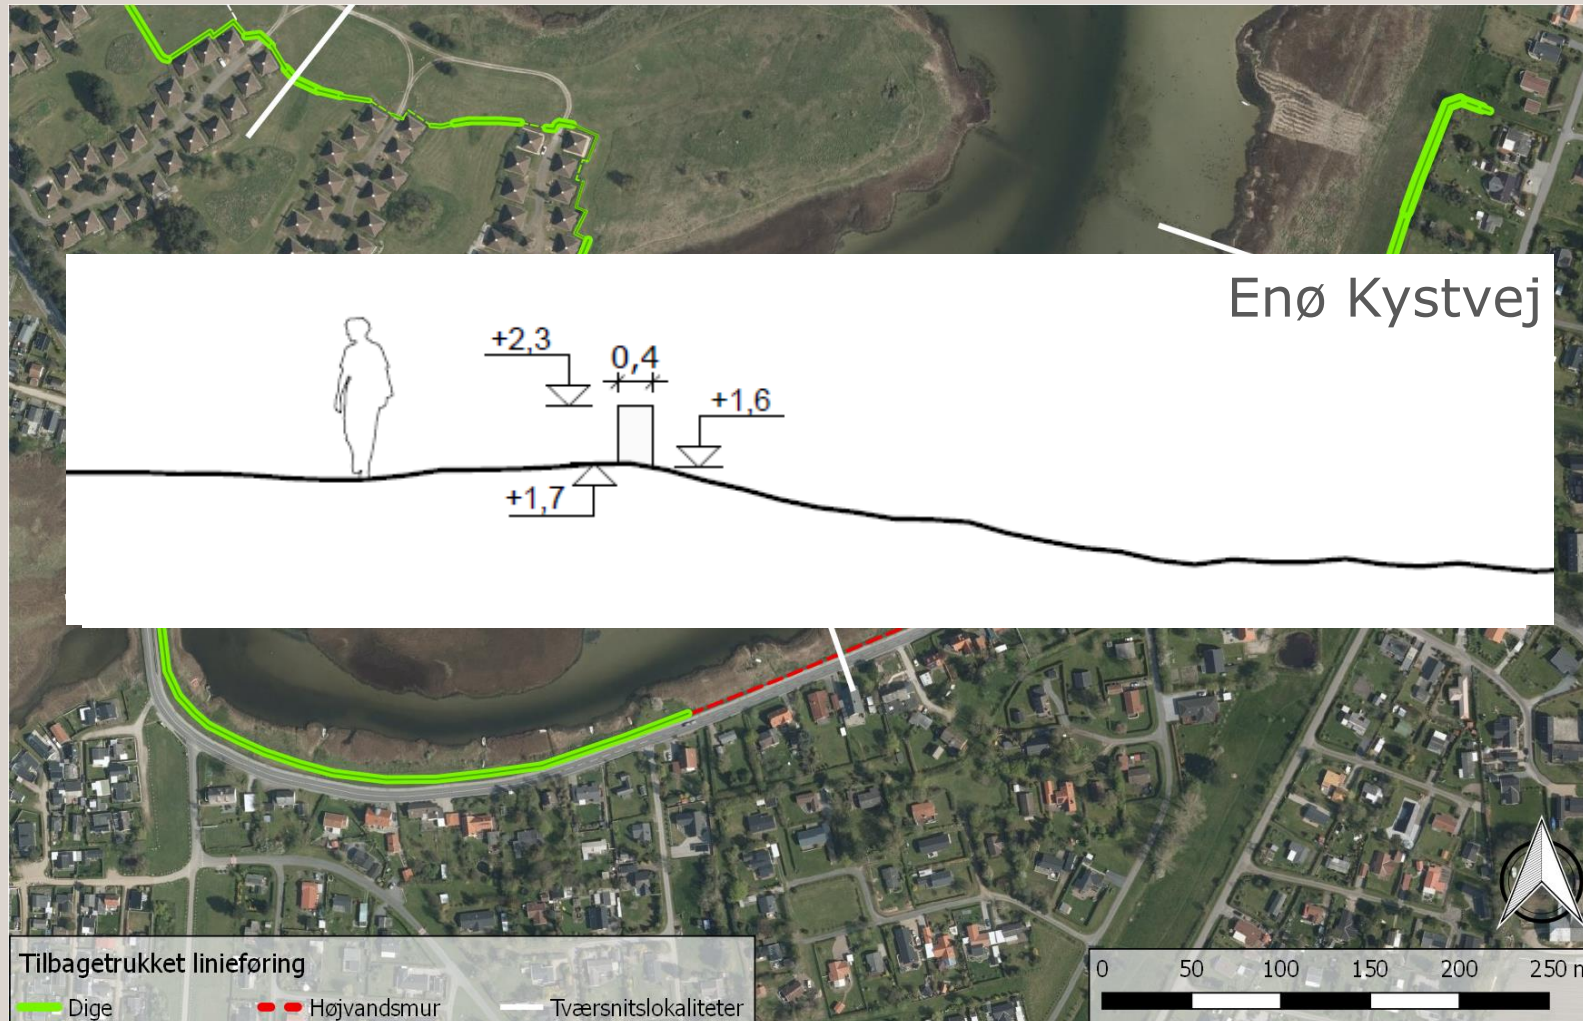 Enø Kystvej
+2,3
0,4
+1,6
+1,7
Tilbagetrukket linieføring
Dige
Højvandsmur
Tværsnitslokaliteter
0 50 100 150 200 250 m